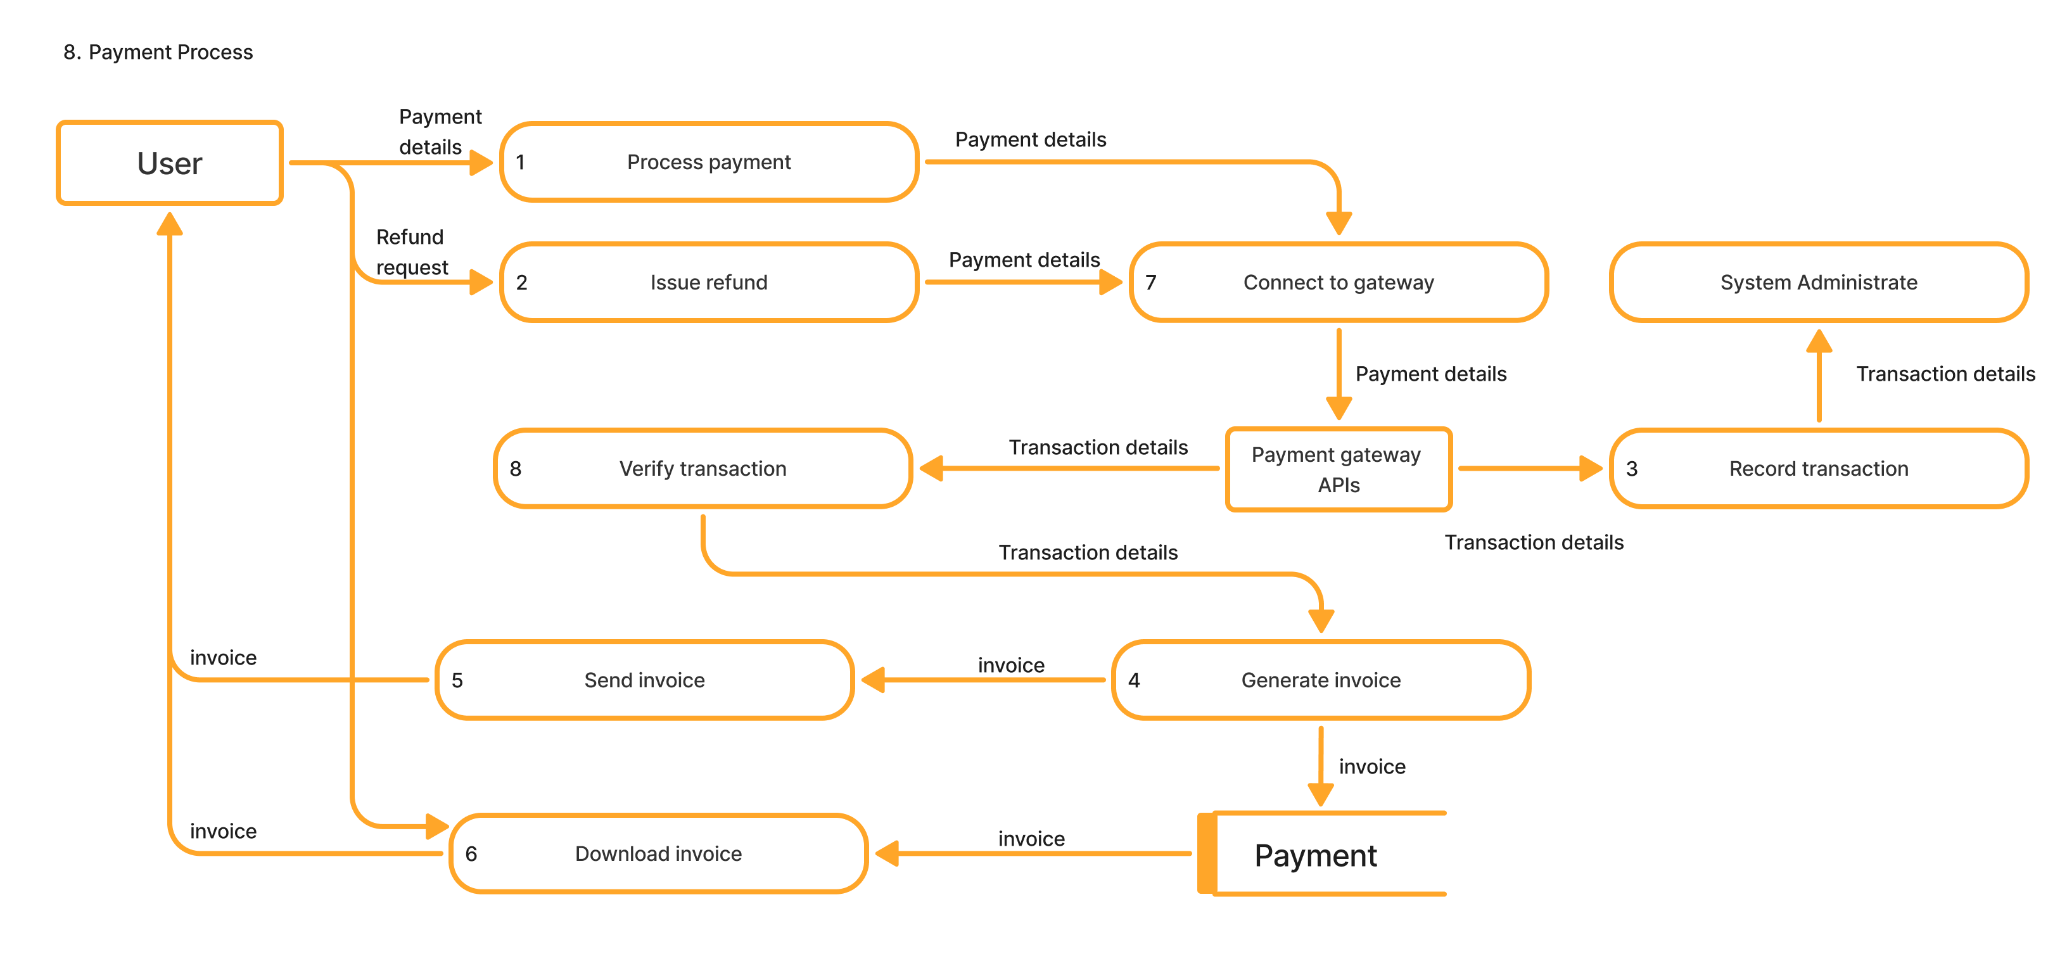 8. Payment Process
User
Payment
details
1
Process payment
Payment details
Refund
request
2
Issue refund
Payment details
7
Connect to gateway
System Administrate
Payment details
Transaction details
8
Verify transaction
Transaction details
Payment gateway
APIs
3
Record transaction
Transaction details
Transaction details
invoice
5
Send invoice
invoice
4
Generate invoice
invoice
invoice
6
Download invoice
invoice
Payment